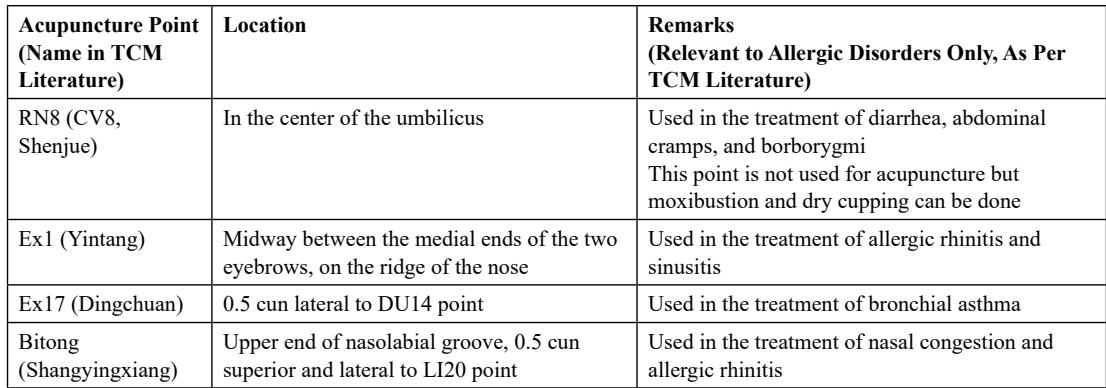 Acupuncture Point
(Name in TCM
Literature)
Location
Remarks
(Relevant to Allergic Disorders Only, As Per
TCM Literature)
RN8 (CV8,
Shenjue)
In the center of the umbilicus
Used in the treatment of diarrhea, abdominal
cramps, and borborygmi
This point is not used for acupuncture but
moxibustion and dry cupping can be done
Ex1 (Yintang)
Midway between the medial ends of the two
eyebrows, on the ridge of the nose
Used in the treatment of allergic rhinitis and
sinusitis
Ex17 (Dingchuan)
0.5 cun lateral to DU14 point
Used in the treatment of bronchial asthma
Bitong
(Shangyingxiang)
Upper end of nasolabial groove, 0.5 cun
superior and lateral to LI20 point
Used in the treatment of nasal congestion and
allergic rhinitis